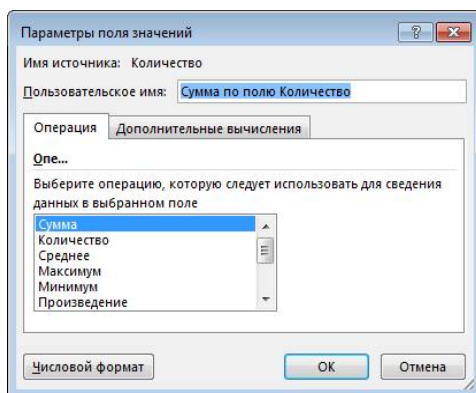 Параметры поля значений
Имя источника: Количество
Пользовательское имя: Сумма по полю Количество
Операция Дополнительные вычисления
Опе...
Выберите операцию, которую следует использовать для сведения
данных в выбранном поле
Сумма
Количество
Среднее
Максимум
Минимум
Произведение
Числовой формат ОК Отмена